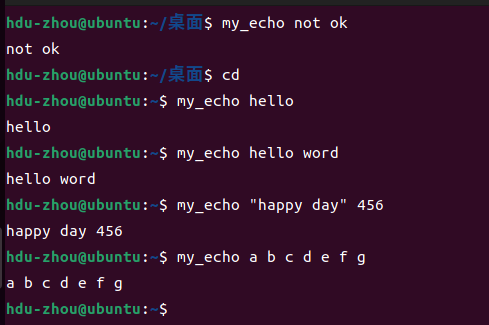 hdu-zhou@ubuntu:~/桌面$ my_echo not ok
not ok
hdu-zhou@ubuntu:~/桌面$ cd
hdu-zhou@ubuntu:~$ my_echo hello
hello
hdu-zhou@ubuntu:~$ my_echo hello word
hello word
hdu-zhou@ubuntu:~$ my_echo "happy day" 456
happy day 456
hdu-zhou@ubuntu:~$ my_echo a b c d e f g
a b c d e f g
hdu-zhou@ubuntu:~$